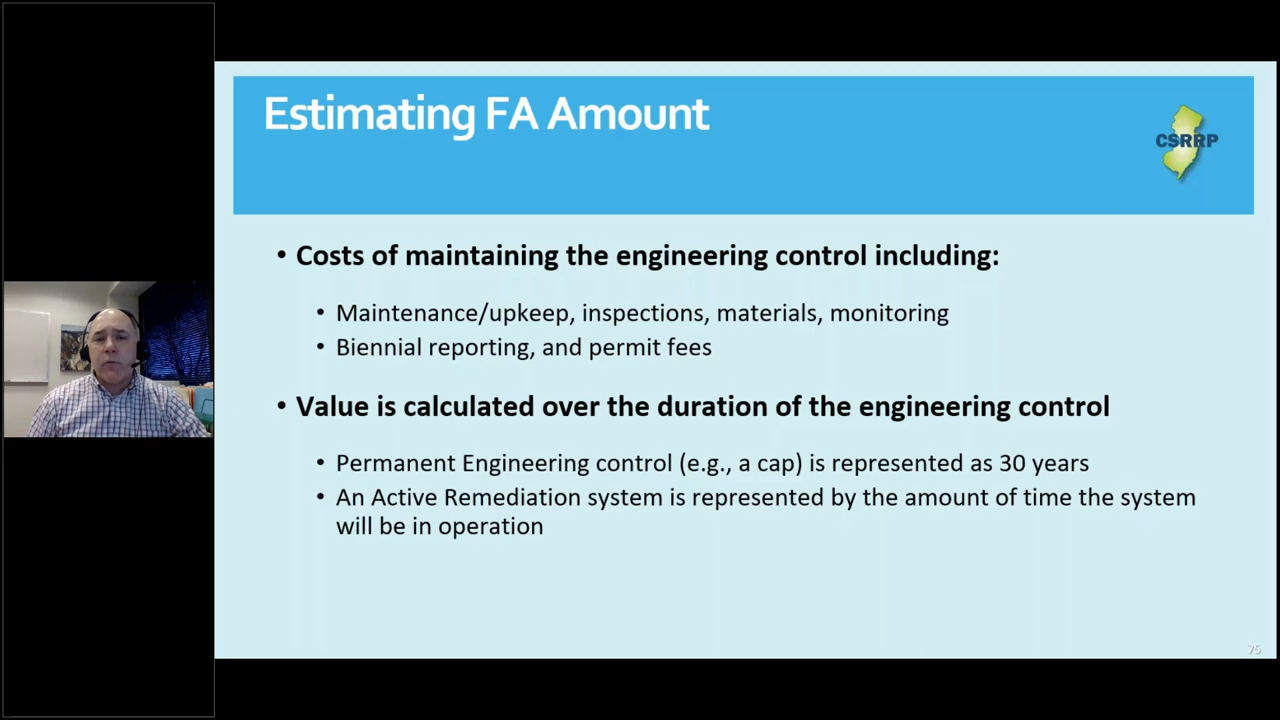 Estimating FA Amount
CSRRP
• Costs of maintaining the engineering control including:
• Maintenance/upkeep, inspections, materials, monitoring
• Biennial reporting, and permit fees
• Value is calculated over the duration of the engineering control
• Permanent Engineering control (e.g., a cap) is represented as 30 years
• An Active Remediation system is represented by the amount of time the system
will be in operation
75